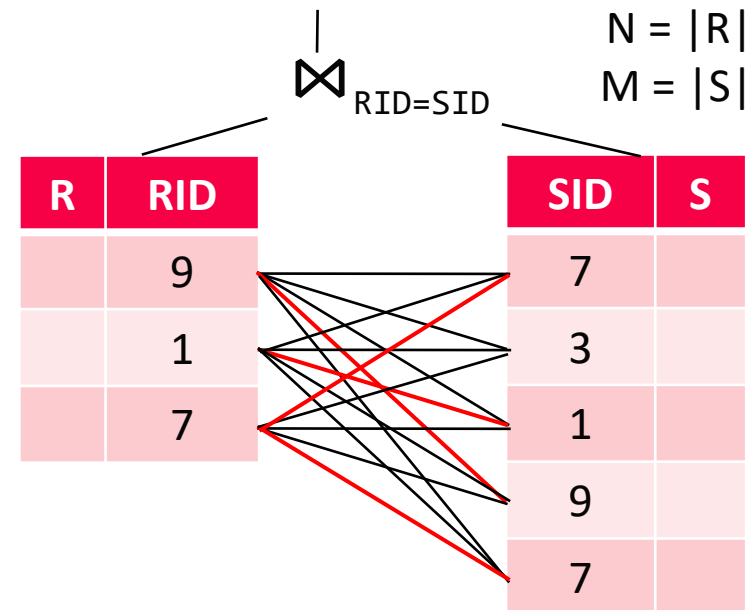 N = |R|
⋈ RID=SID
M = |S|
R RID
9
1
7
SID S
7
3
1
9
7